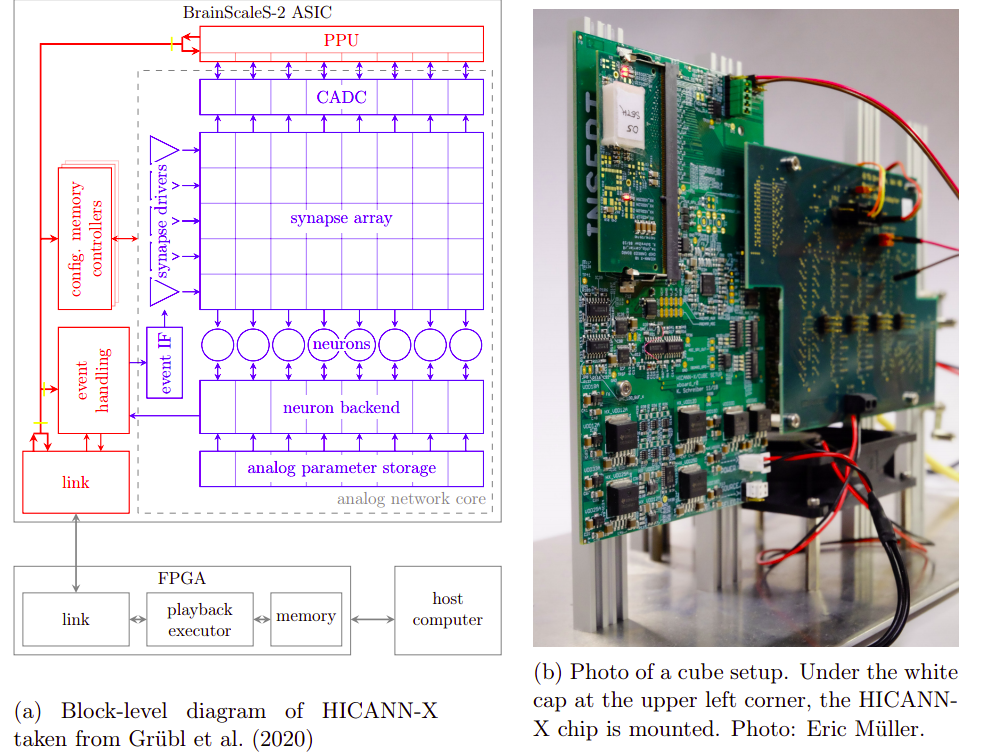 BrainScaleS-2 ASIC
PPU
CADC
synapse drivers
synapse array
config. memory
controllers
neurons
event IF
event
handling
neuron backend
link
analog parameter storage
analog network core
FPGA
link
playback
executor
memory
host
computer
(a) Block-level diagram of HICANN-X
taken from Grübl et al. (2020)
INSERT
(b) Photo of a cube setup. Under the white
cap at the upper left corner, the HICANN-
X chip is mounted. Photo: Eric Müller.